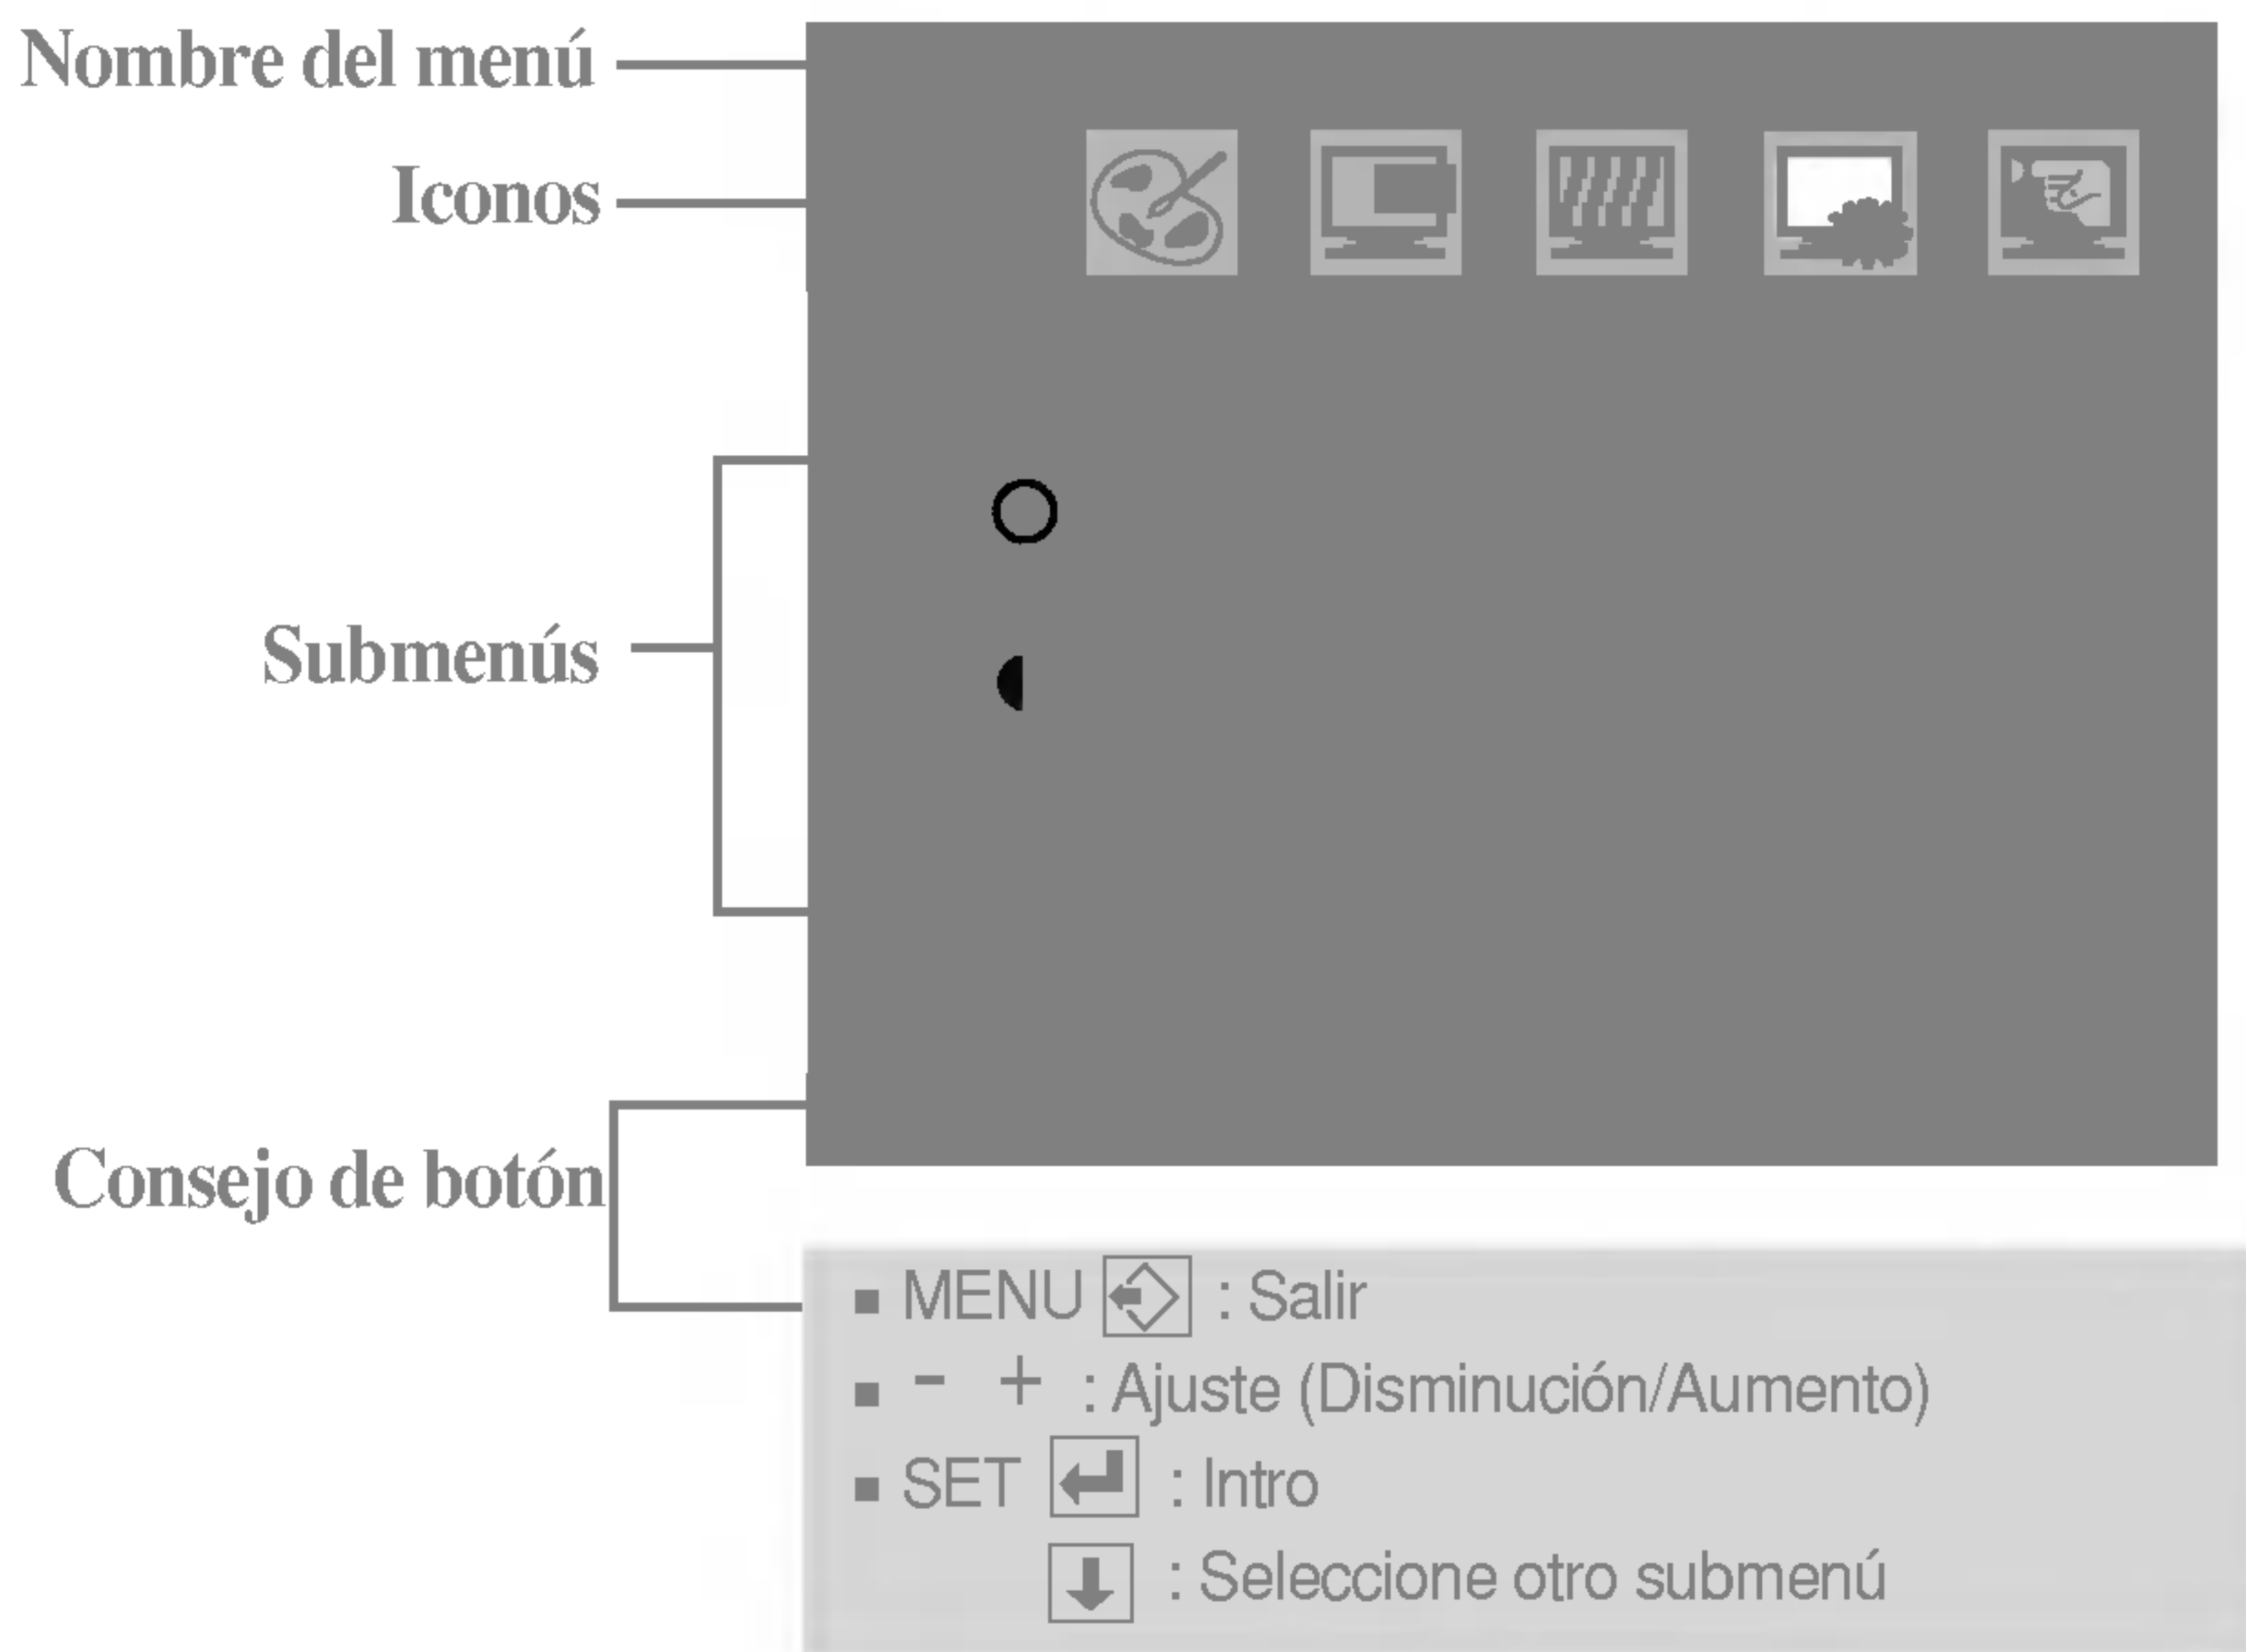 Nombre del menú
Iconos
Submenús
Consejo de botón
■ MENU : Salir
■ - + : Ajuste (Disminución/Aumento)
■ SET : Intro
: Seleccione otro submenú